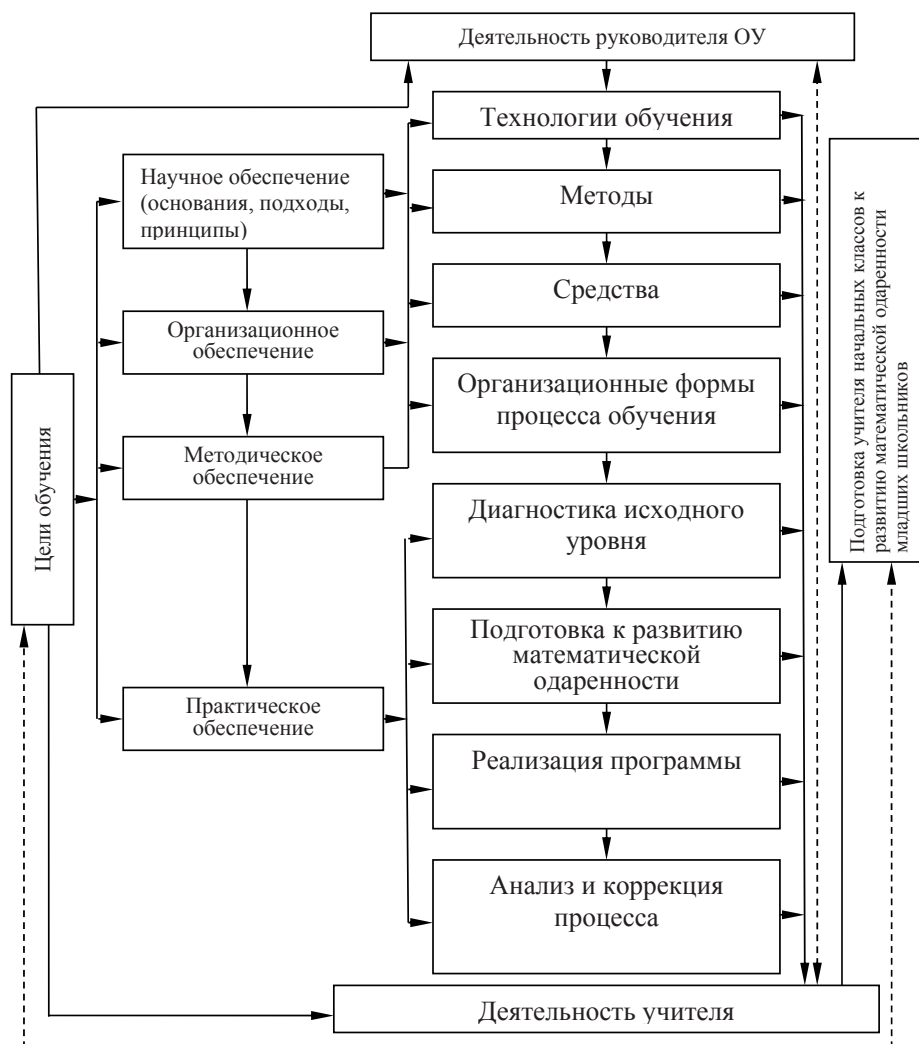 Деятельность руководителя ОУ
Технологии обучения
Научное обеспечение
(основания, подходы,
принципы)
Методы
Средства
Организационное
обеспечение
Организационные формы
процесса обучения
Методическое
обеспечение
Цели обучения
Диагностика исходного
уровня
Подготовка к развитию
математической
одаренности
Практическое
обеспечение
Реализация программы
Анализ и коррекция
процесса
Деятельность учителя
Подготовка учителя начальных классов к
развитию математической одаренности
младших школьников